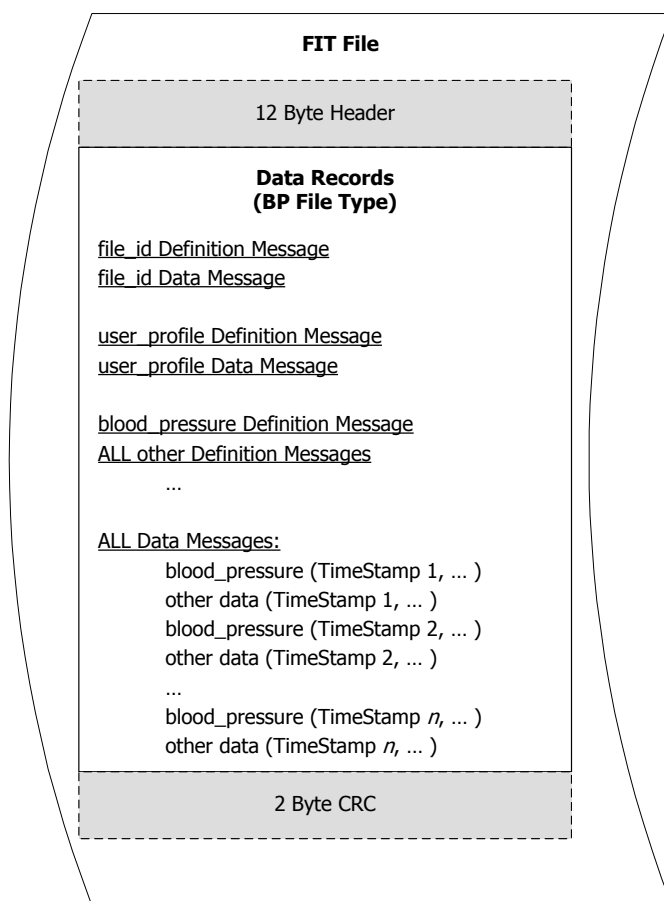 FIT File
12 Byte Header
Data Records
(BP File Type)
file_id Definition Message
file_id Data Message
user_profile Definition Message
user_profile Data Message
blood_pressure Definition Message
ALL other Definition Messages
…
ALL Data Messages:
blood_pressure (TimeStamp 1, … )
other data (TimeStamp 1, … )
blood_pressure (TimeStamp 2, … )
other data (TimeStamp 2, … )
…
blood_pressure (TimeStamp n, … )
other data (TimeStamp n, … )
2 Byte CRC